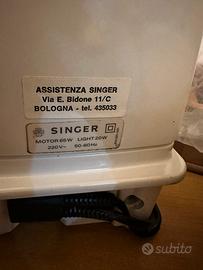 ASSISTENZA SINGER
Via E. Bidone 11/C
BOLOGNA - tel. 435033
SINGER
MOTOR 65W LIGHT 20W
220V~ 50-60Hz
subito